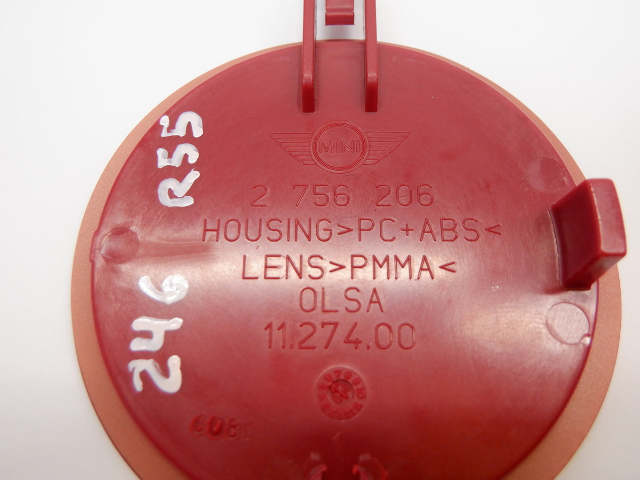 MINI
2 756 206
HOUSING>PC+ABS<
LENS>PMMA<
OLSA
11.274.00
R55
246